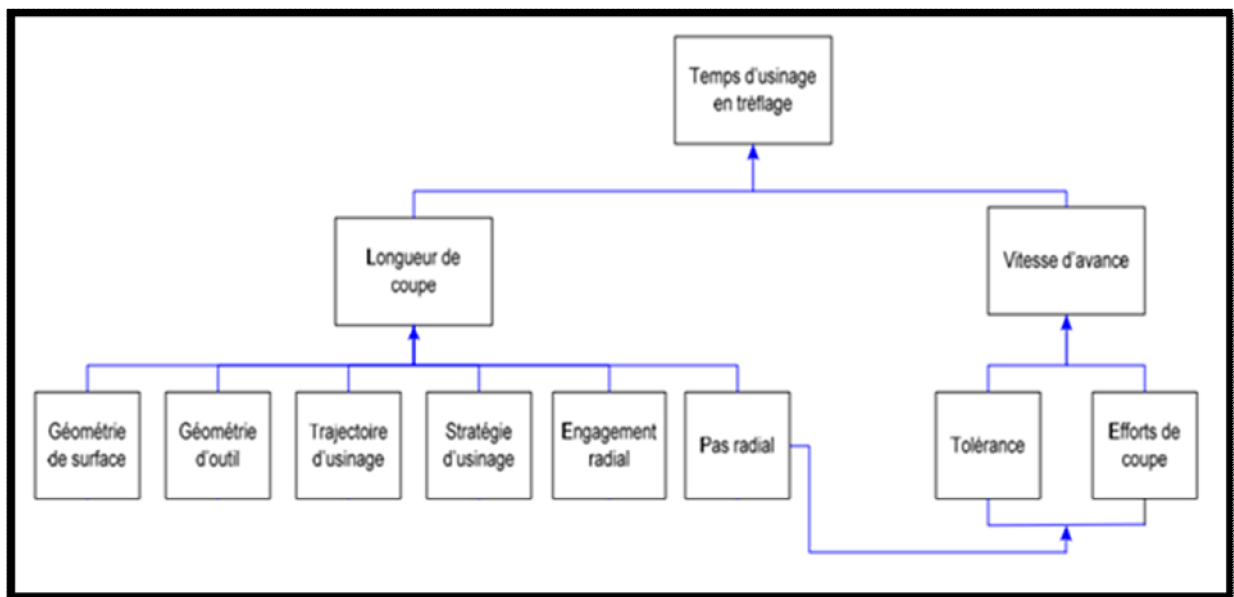 Temps d'usinage
en tréflage
Longueur de
coupe
Vitesse d'avance
Géométrie
de surface
Géométrie
d'outil
Trajectoire
d'usinage
Stratégie
d'usinage
Engagement
radial
Pas radial
Tolérance
Efforts de
coupe